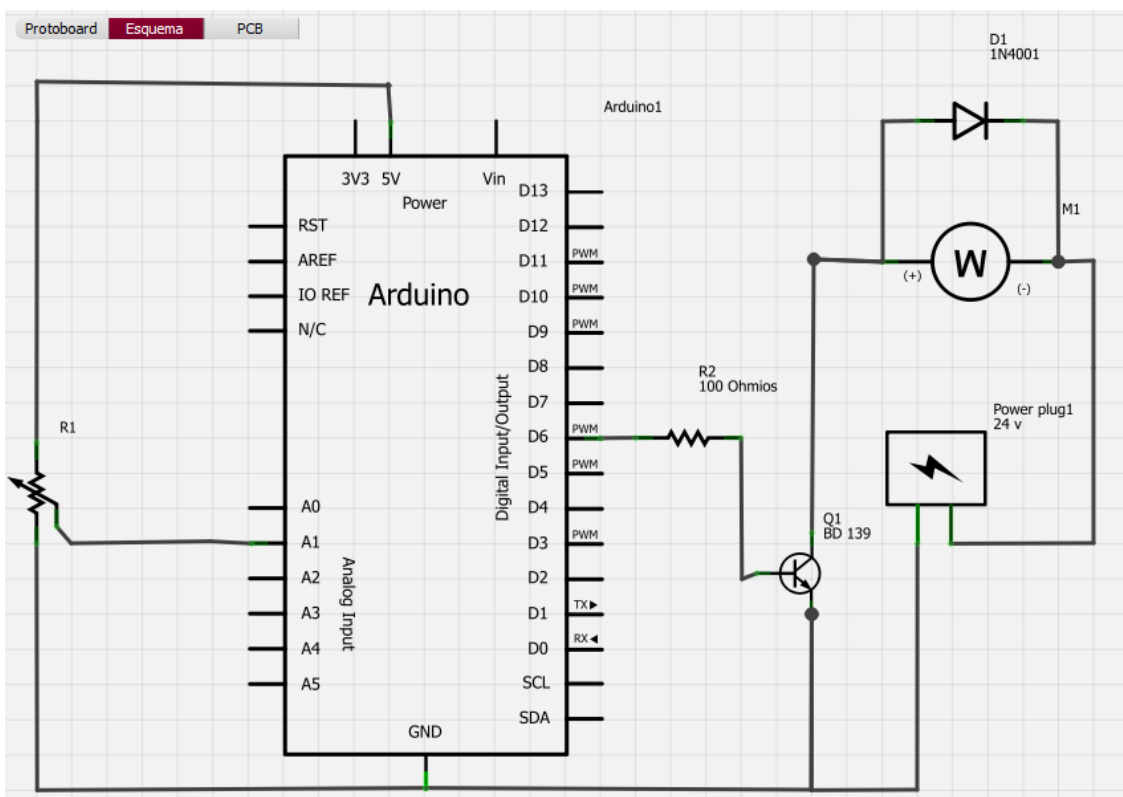 Protoboard
Esquema
PCB
D1
1N4001
Arduino1
3V3 5V
Vin
Power
D13
RST
D12
M1
AREF
D11
PWM
M
(+)
(-)
IO REF
Arduino
D10
PWM
N/C
D9
PWM
D8
R2
100 Ohmios
D7
Power plug1
24 v
R1
D6
PWM
Digital Input/Output
D5
PWM
A0
D4
Q1
BD 139
A1
D3
PWM
Analog Input
A2
D2
A3
D1
TX
A4
D0
RX
A5
SCL
SDA
GND